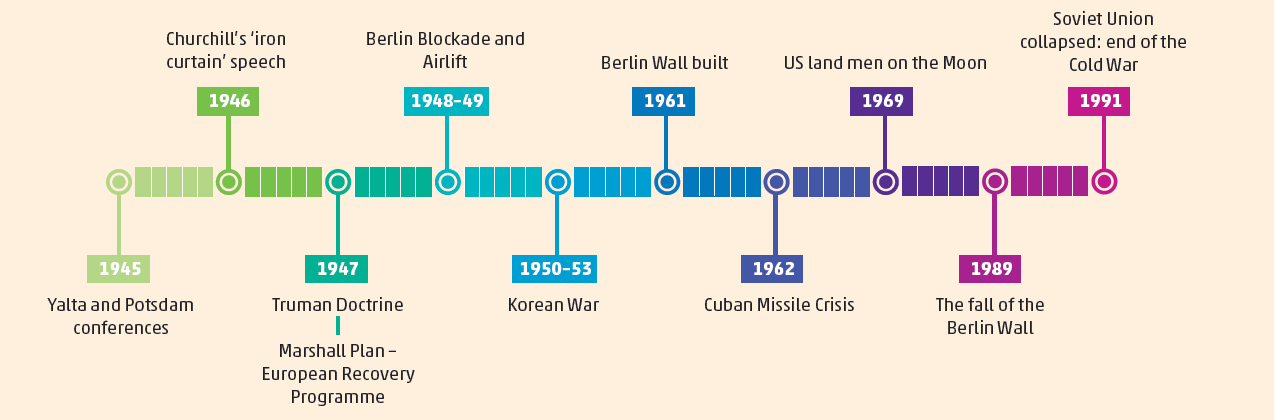 Churchill's 'iron
curtain' speech
1946
Berlin Blockade and
Airlift
1948–49
Berlin Wall built
1961
US land men on the Moon
1969
Soviet Union
collapsed: end of the
Cold War
1991
1945
Yalta and Potsdam
conferences
1947
Truman Doctrine
Marshall Plan –
European Recovery
Programme
1950–53
Korean War
1962
Cuban Missile Crisis
1989
The fall of the
Berlin Wall